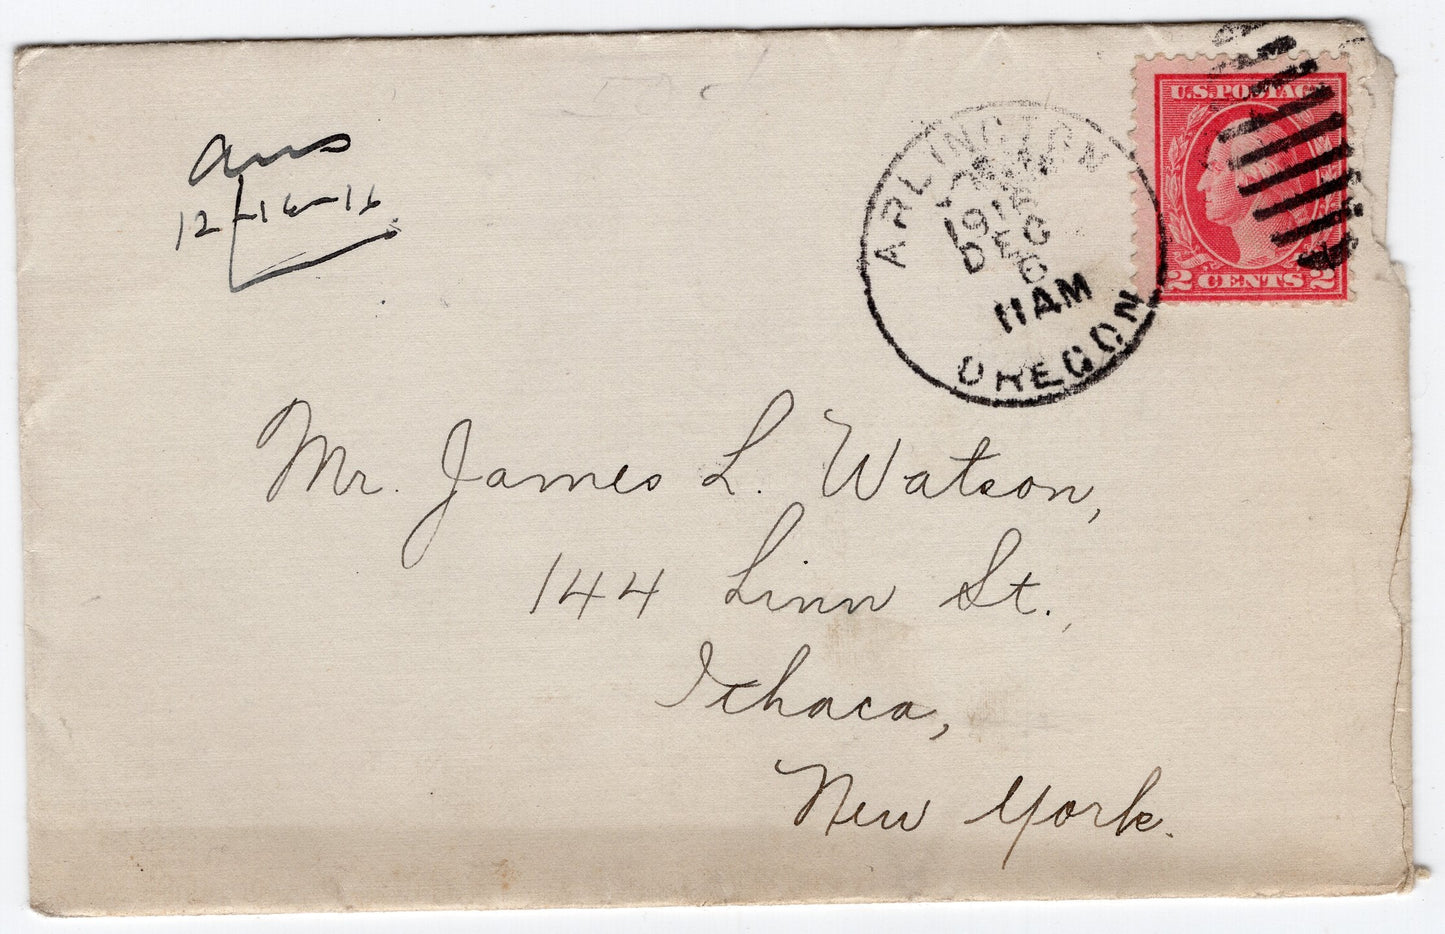 ans
12-16-16
U.S. POSTAGE
2 CENTS 2
ARLINGTON
1916
DEC
6
11AM
OREGON
Mr. James L. Watson,
144 Linn St.,
Ithaca,
New York.